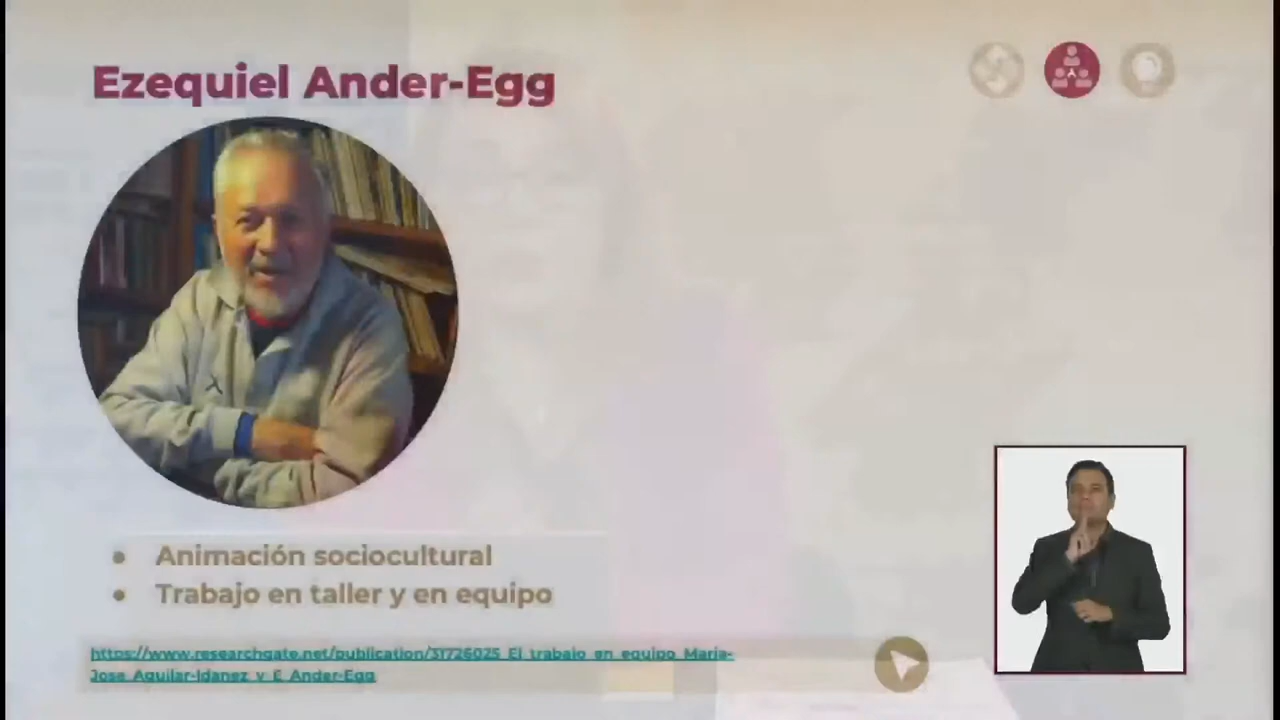 Ezequiel Ander-Egg
● Animación sociocultural
● Trabajo en taller y en equipo
https://www.researchgate.net/publication/31726025_El_trabajo_en_equipo_Maria-
Jose_Aguilar-Idanez_y_E_Ander-Egg